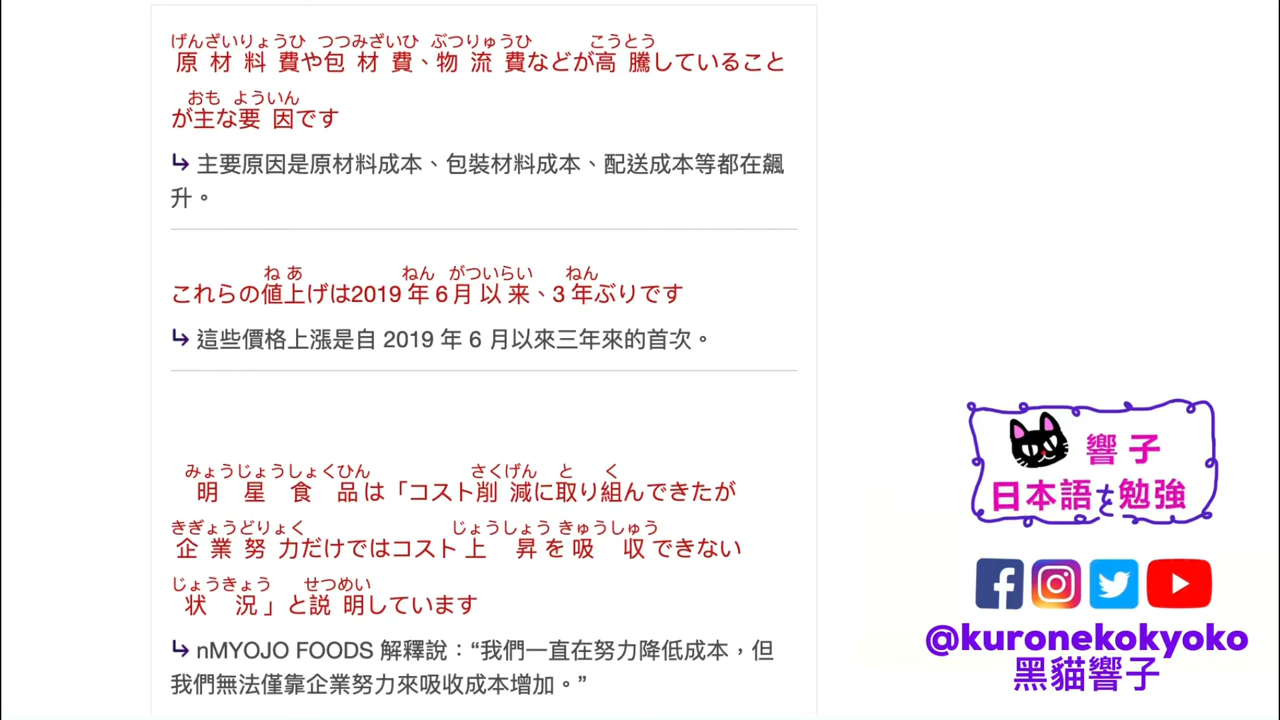 げんざいりょうひ つつみざいひ ぶつりゅうひ こうとう
原材料費や包材費、物流費などが高騰していること
おも よういん
が主な要因です
↳ 主要原因是原材料成本、包裝材料成本、配送成本等都在飆
升。
ね あ ねん がついらい ねん
これらの値上げは2019年6月以来、3年ぶりです
↳ 這些價格上漲是自 2019 年 6 月以來三年來的首次。
みょうじょうしょくひん さくげん と く
明星食品は「コスト削減に取り組んできたが
きぎょうどりょく じょうしょう きゅうしゅう
企業努力だけではコスト上昇を吸収できない
じょうきょう せつめい
状況」と説明しています
↳ nMYOJO FOODS 解釋說：“我們一直在努力降低成本，但
我們無法僅靠企業努力來吸收成本增加。”
響子
日本語を勉強
@kuronekokyoko
黑貓響子